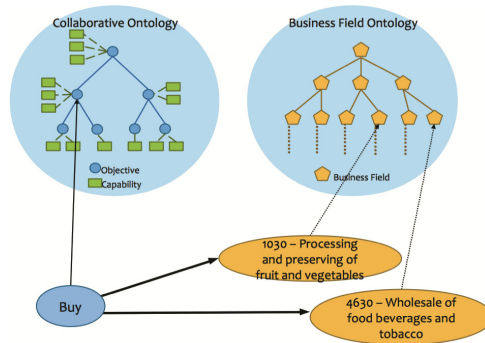 Collaborative Ontology
Business Field Ontology
Objective
Capability
Business Field
1030 – Processing
and preserving of
fruit and vegetables
Buy
4630 – Wholesale of
food beverages and
tobacco